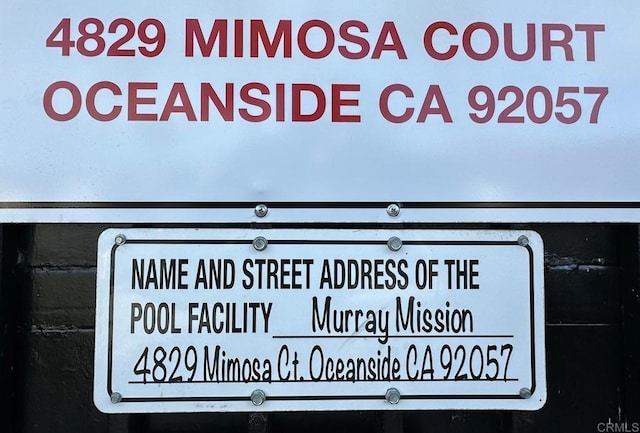 4829 MIMOSA COURT
OCEANSIDE CA 92057
NAME AND STREET ADDRESS OF THE
POOL FACILITY Murray Mission
4829 Mimosa Ct. Oceanside CA 92057
CRMLS